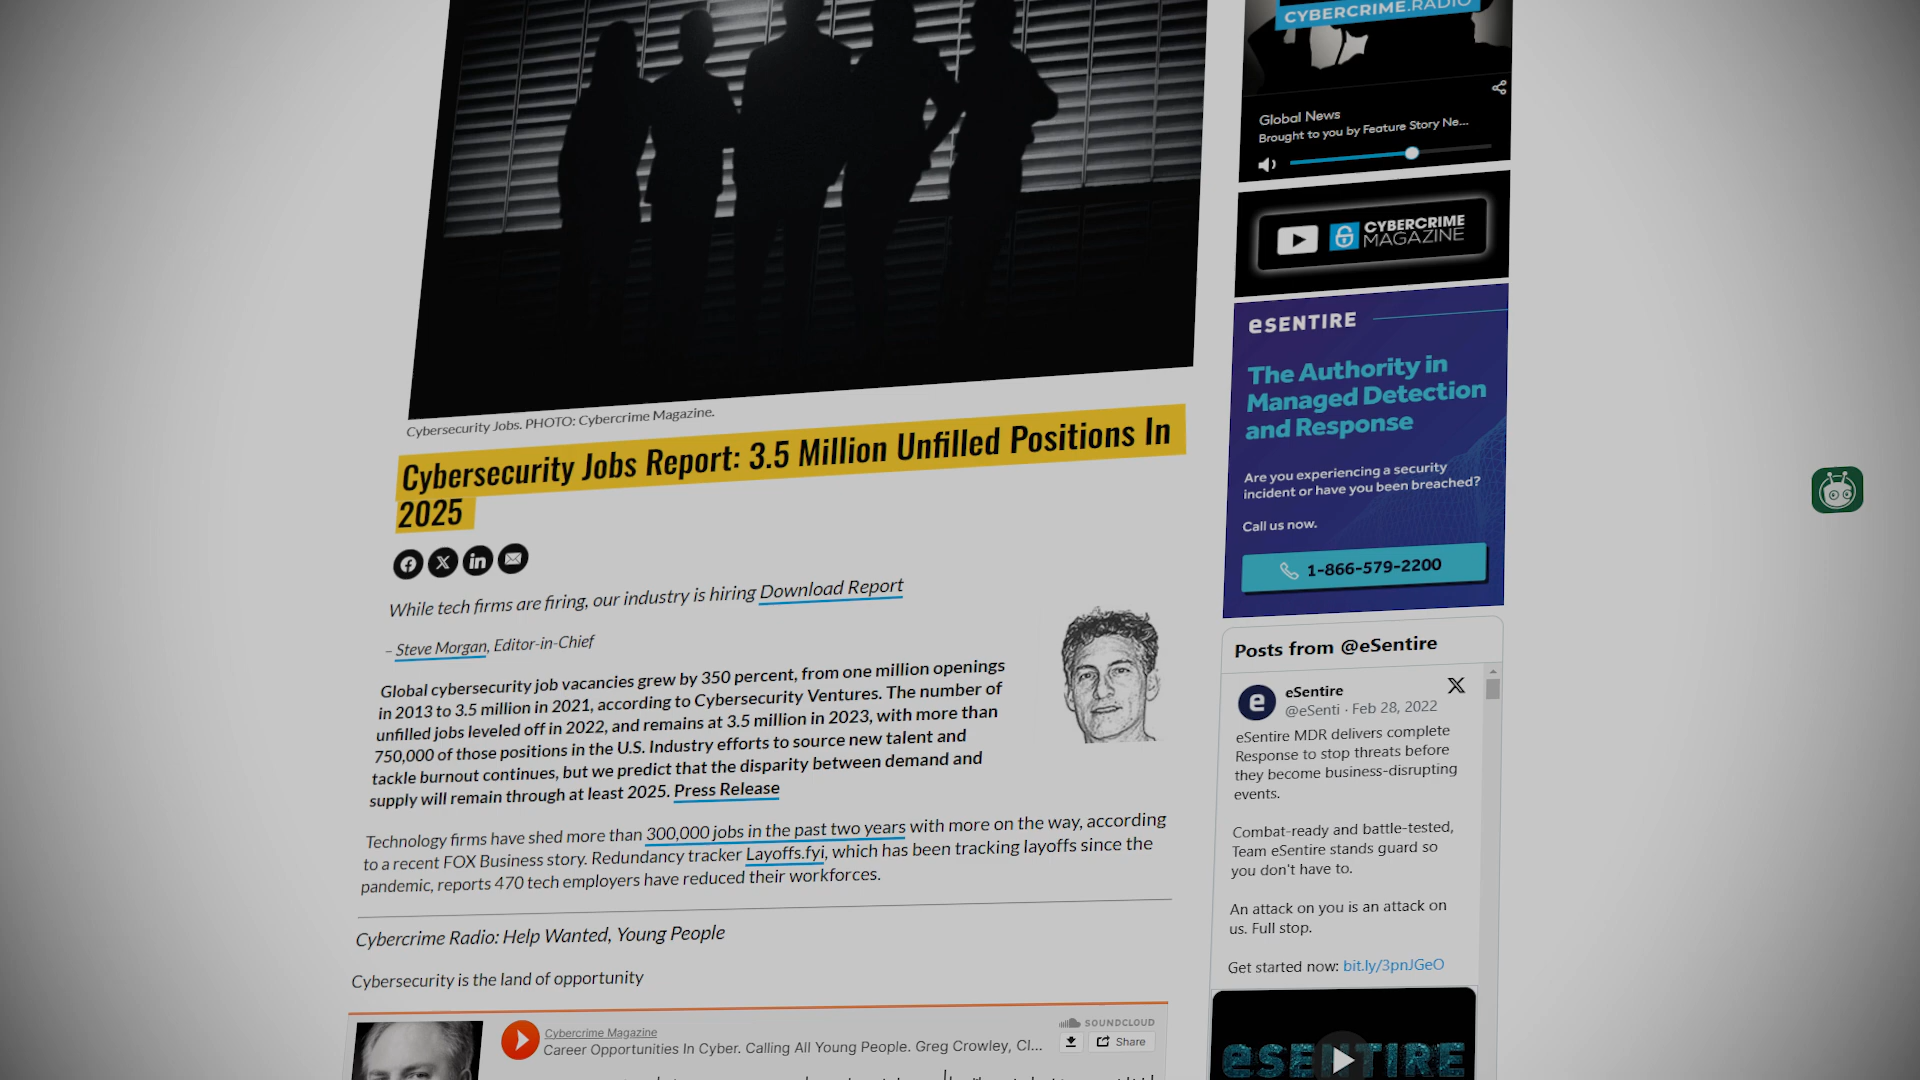 CYBERCRIME.RADIO
Global News
Brought to you by Feature Story Ne...
CYBERCRIME
MAGAZINE
eSENTIRE
The Authority in
Managed Detection
and Response
Are you experiencing a security
incident or have you been breached?
Call us now.
1-866-579-2200
Cybersecurity Jobs. PHOTO: Cybercrime Magazine.
Cybersecurity Jobs Report: 3.5 Million Unfilled Positions In
2025
While tech firms are firing, our industry is hiring Download Report
– Steve Morgan, Editor-in-Chief
Global cybersecurity job vacancies grew by 350 percent, from one million openings
in 2013 to 3.5 million in 2021, according to Cybersecurity Ventures. The number of
unfilled jobs leveled off in 2022, and remains at 3.5 million in 2023, with more than
750,000 of those positions in the U.S. Industry efforts to source new talent and
tackle burnout continues, but we predict that the disparity between demand and
supply will remain through at least 2025. Press Release
Technology firms have shed more than 300,000 jobs in the past two years with more on the way, according
to a recent FOX Business story. Redundancy tracker Layoffs.fyi, which has been tracking layoffs since the
pandemic, reports 470 tech employers have reduced their workforces.
Cybercrime Radio: Help Wanted, Young People
Cybersecurity is the land of opportunity
Cybercrime Magazine
Career Opportunities In Cyber. Calling All Young People. Greg Crowley, CI...
SOUNDCLOUD
Share
Posts from @eSentire
eSentire
@eSenti · Feb 28, 2022
eSentire MDR delivers complete
Response to stop threats before
they become business-disrupting
events.
Combat-ready and battle-tested,
Team eSentire stands guard so
you don't have to.
An attack on you is an attack on
us. Full stop.
Get started now: bit.ly/3pnJGeO
eSENTIRE